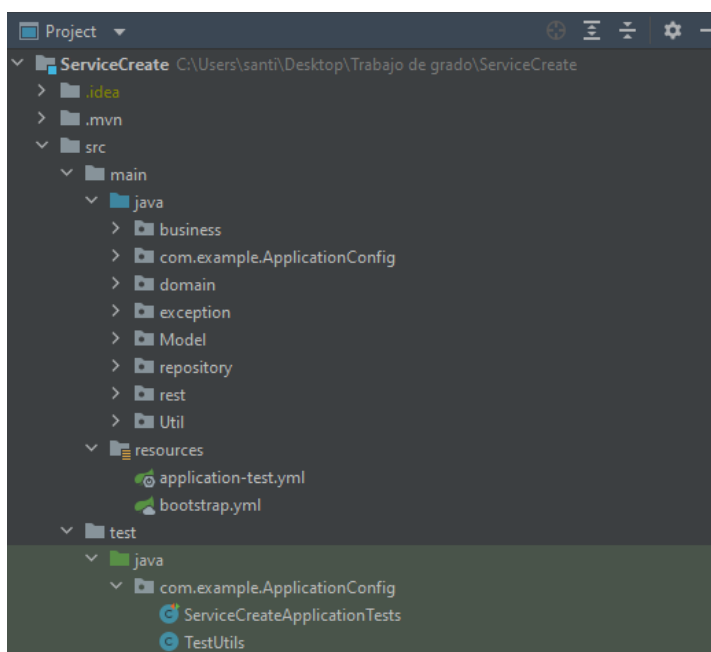 Project
ServiceCreate C:\Users\santi\Desktop\Trabajo de grado\ServiceCreate
.idea
.mvn
src
main
java
business
com.example.ApplicationConfig
domain
exception
Model
repository
rest
Util
resources
application-test.yml
bootstrap.yml
test
java
com.example.ApplicationConfig
ServiceCreateApplicationTests
TestUtils